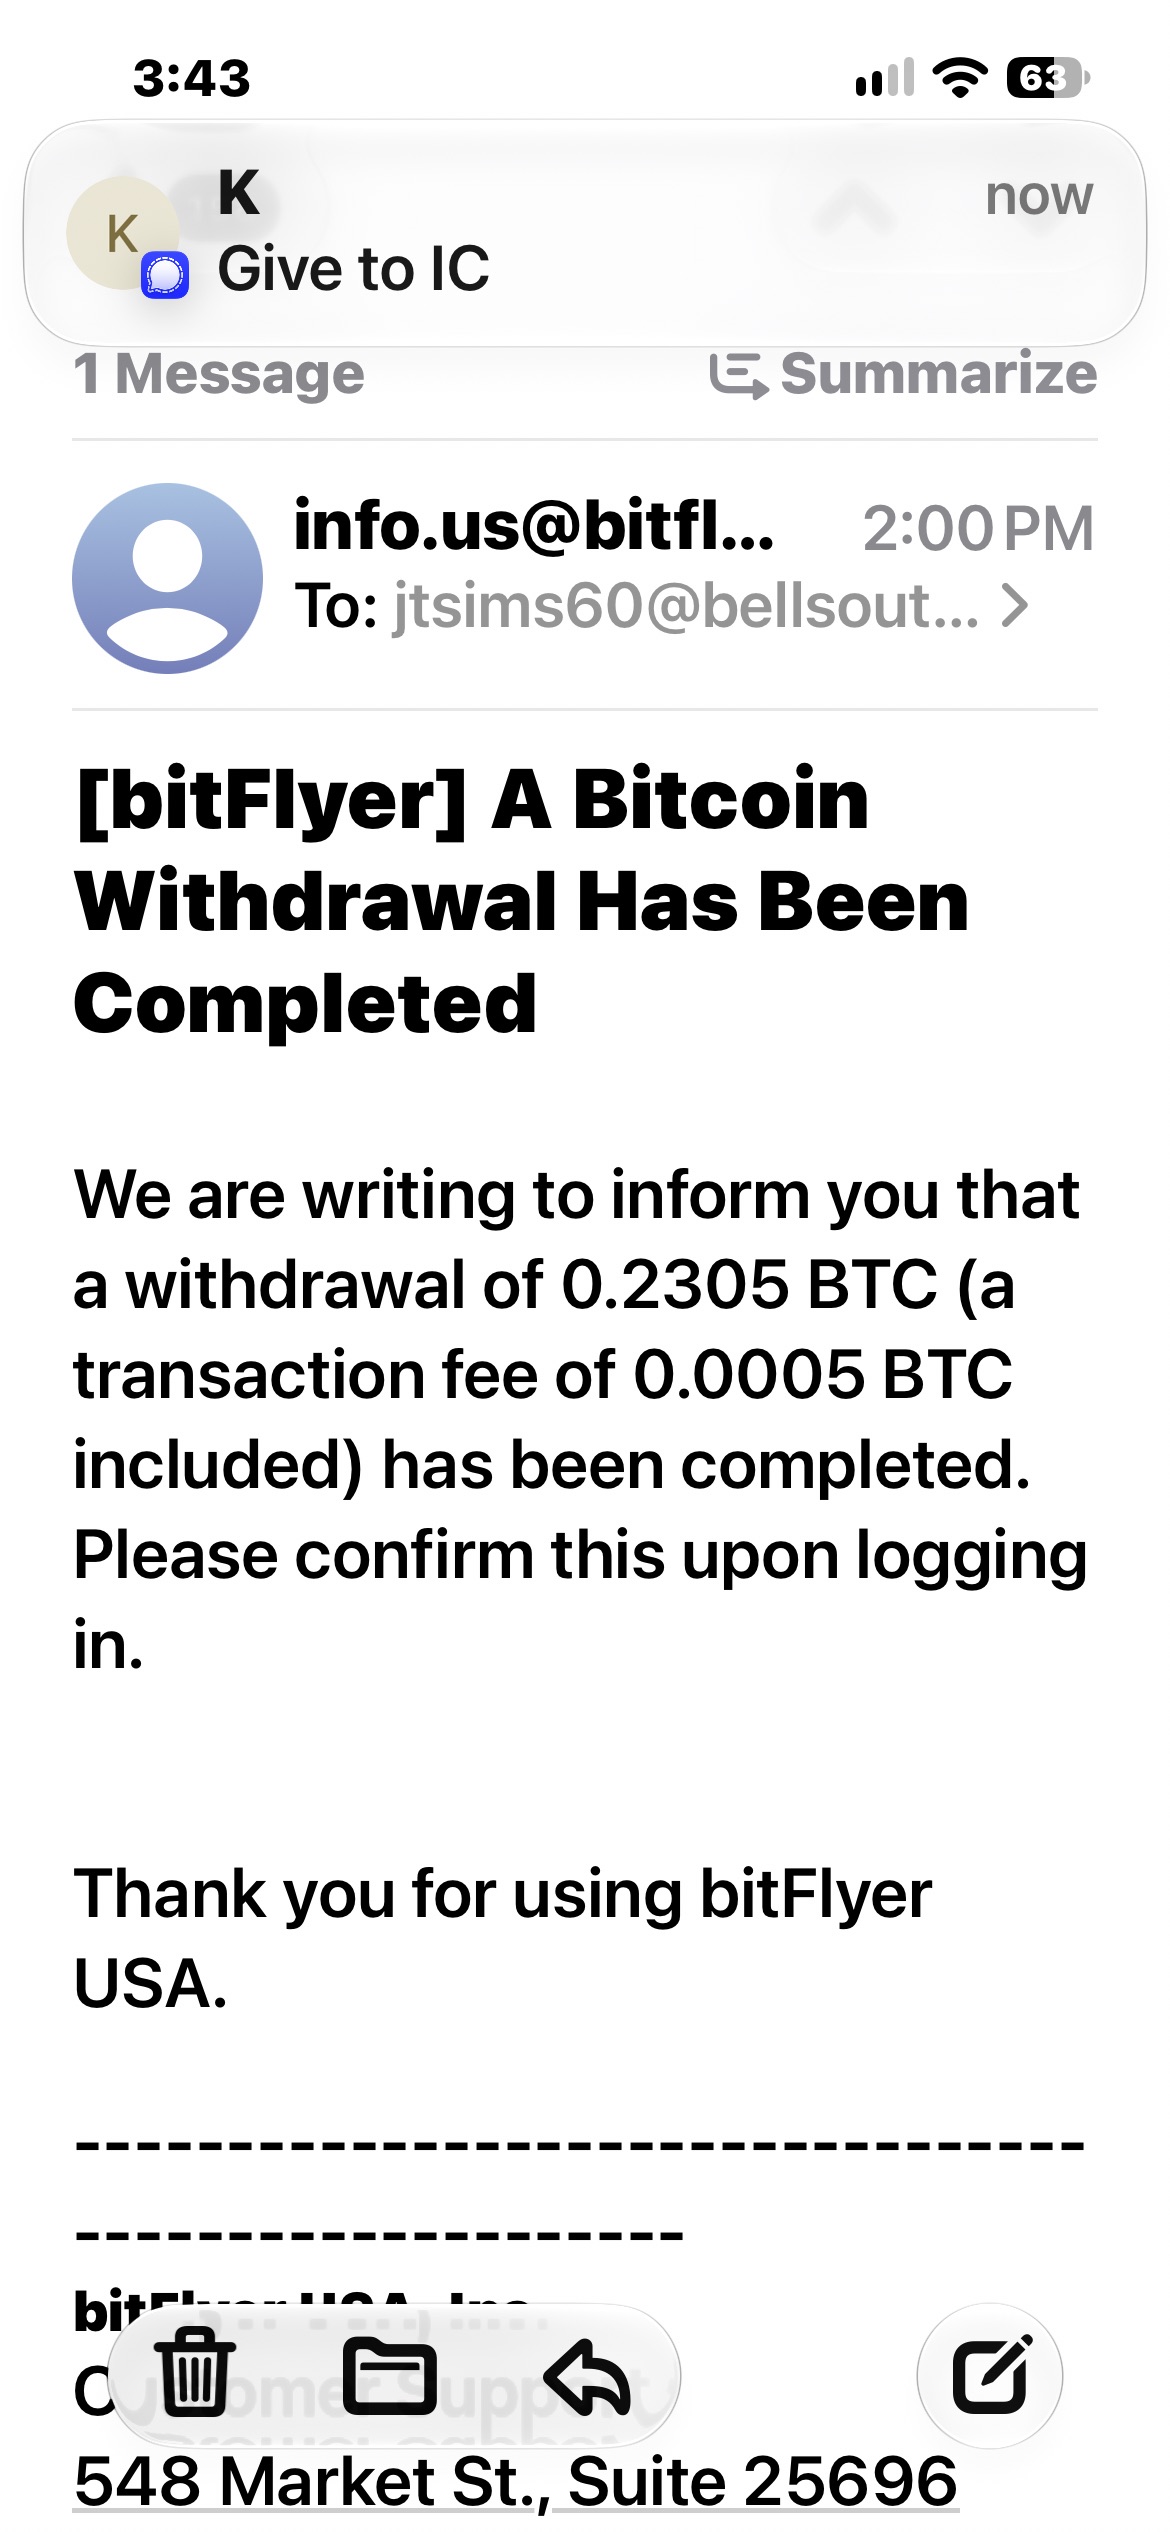 3:43
63
K
now
K
Give to IC
1 Message
Summarize
info.us@bitfl...
2:00 PM
To: jtsims60@bellsout...
[bitFlyer] A Bitcoin
Withdrawal Has Been
Completed
We are writing to inform you that
a withdrawal of 0.2305 BTC (a
transaction fee of 0.0005 BTC
included) has been completed.
Please confirm this upon logging
in.
Thank you for using bitFlyer
USA.
----------------------------------
--------------------
bitFlyer USA, Inc.
548 Market St., Suite 25696